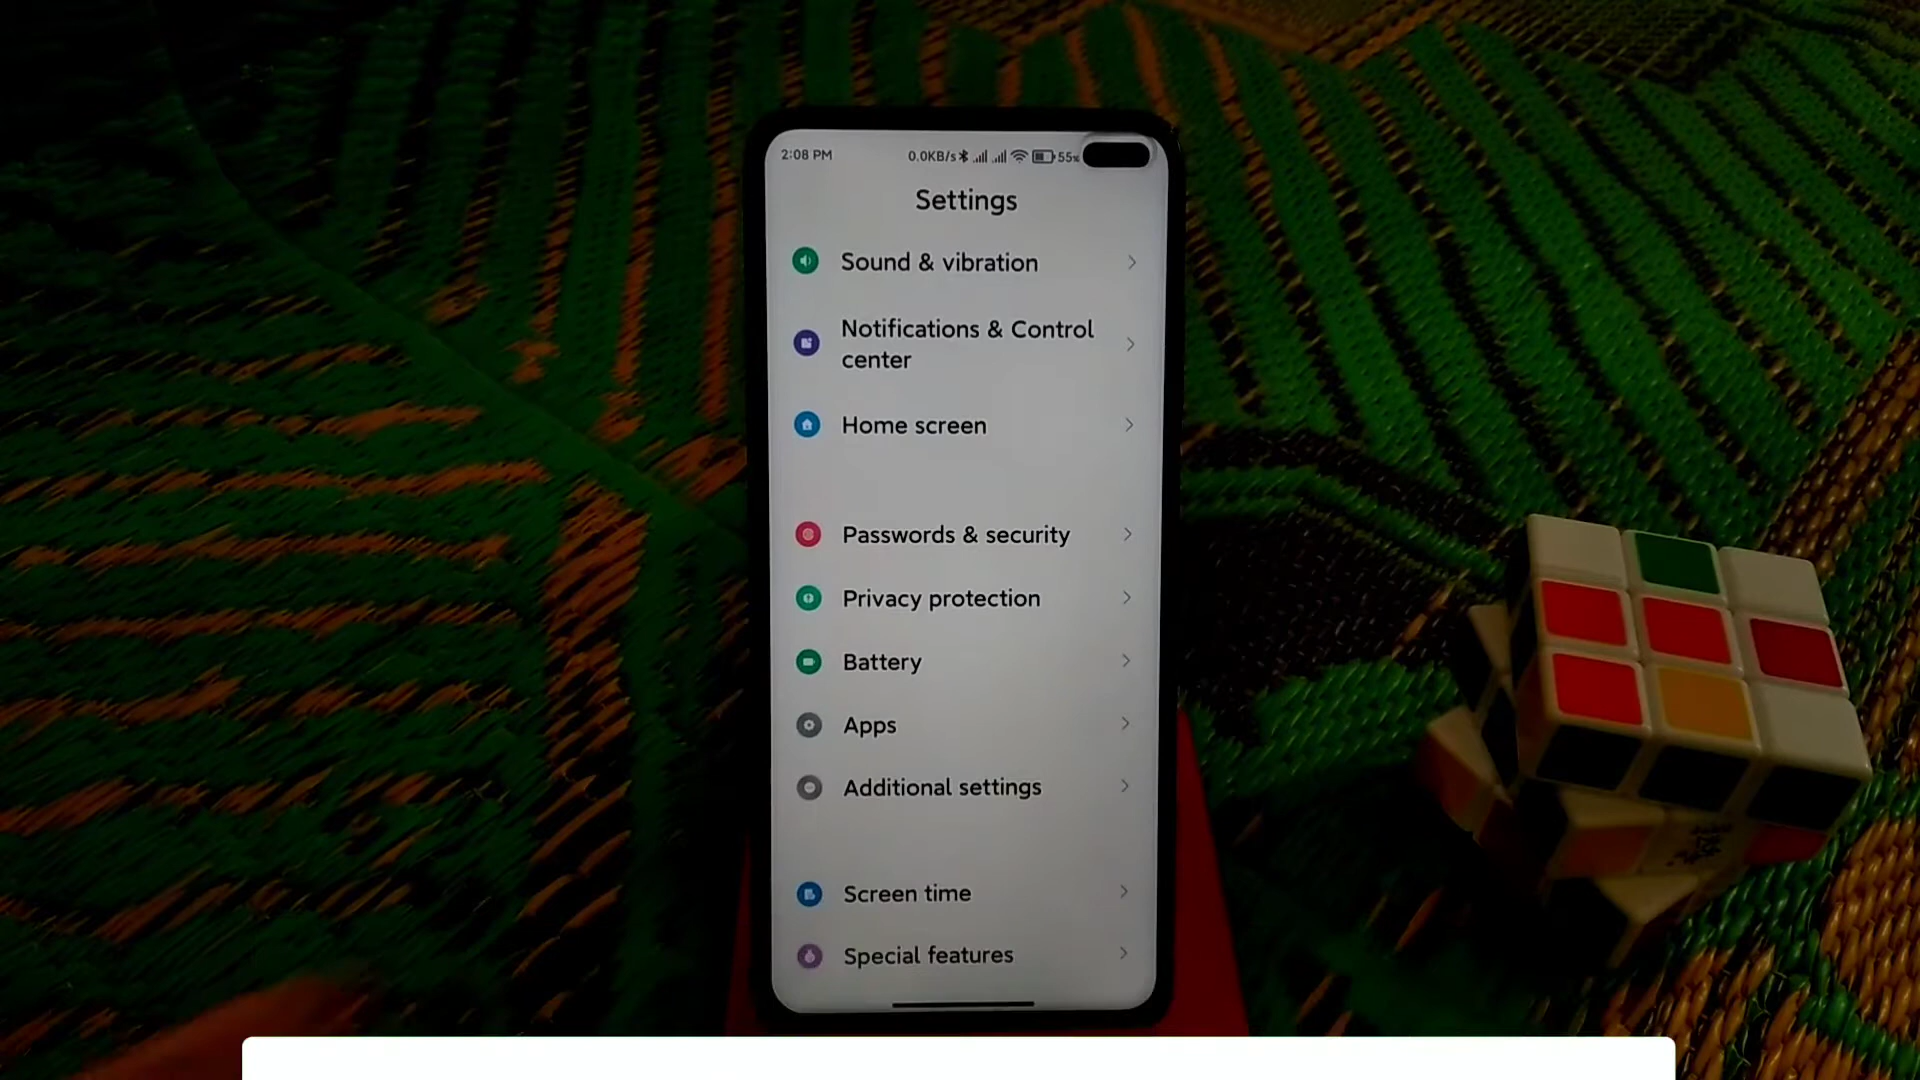 2:08 PM
0.0KB/s
55%
Settings
Sound & vibration
Notifications & Control
center
Home screen
Passwords & security
Privacy protection
Battery
Apps
Additional settings
Screen time
Special features